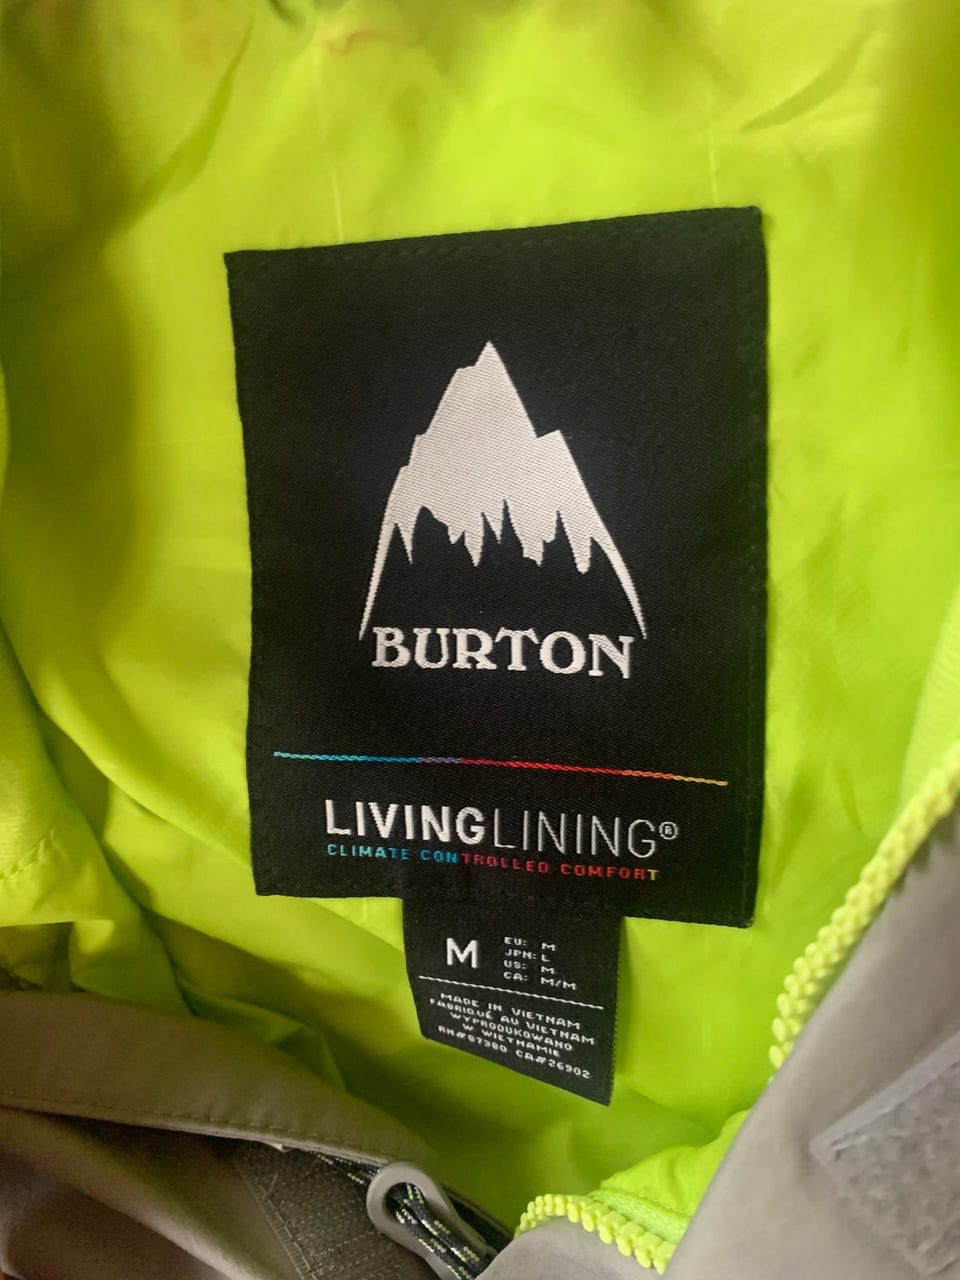 BURTON
LIVINGLINING®
CLIMATE CONTROLLED COMFORT
M
EU: M
JPN: L
US: M
CA: M/M
MADE IN VIETNAM
FABRIQUÉ AU VIETNAM
WYPRODUKOWANO
W WIETNAMIE
RN#87380 CA#26902